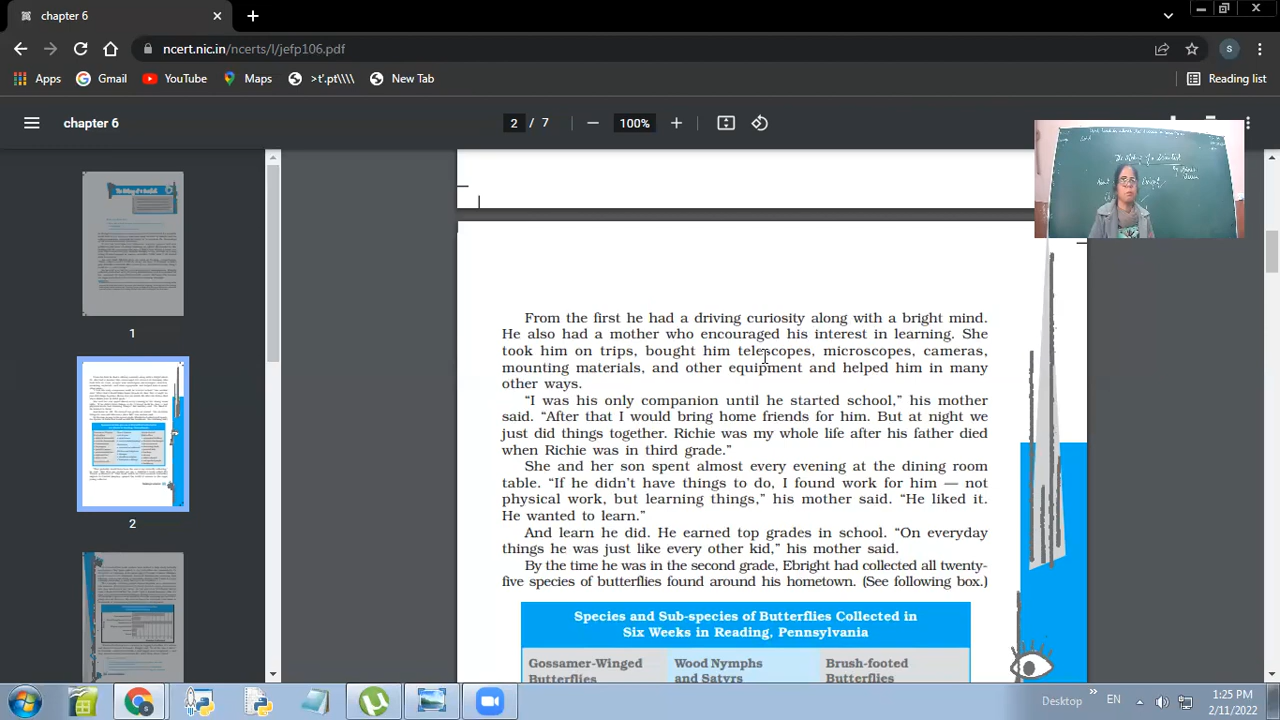 chapter 6
ncert.nic.in/ncerts/l/jefp106.pdf
Apps Gmail YouTube Maps >t'.pt\\\\ New Tab Reading list
chapter 6 2 / 7 100%
From the first he had a driving curiosity along with a bright mind.
He also had a mother who encouraged his interest in learning. She
took him on trips, bought him telescopes, microscopes, cameras,
mounting materials, and other equipment and helped him in many
other ways.
“I was his only companion until he started school,” his mother
said. “After that I would bring home friends for him. But at night we
just did things together. Richie was my whole life after his father died
when Richie was in third grade.”
She and her son spent almost every evening at the dining room
table. “If he didn't have things to do, I found work for him — not
physical work, but learning things,” his mother said. “He liked it.
He wanted to learn.”
And learn he did. He earned top grades in school. “On everyday
things he was just like every other kid,” his mother said.
By the time he was in the second grade, Ebright had collected all twenty-
five species of butterflies found around his hometown. (See following box.)
Species and Sub-species of Butterflies Collected in
Six Weeks in Reading, Pennsylvania
Gossamer-Winged Wood Nymphs Brush-footed
Butterflies and Satyrs Butterflies
1
2
S
Desktop EN 1:25 PM
2/11/2022